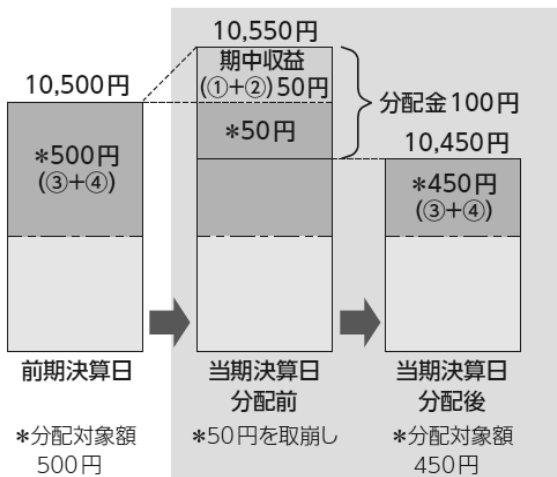 10,500円
*500円
(③+④)
前期決算日
*分配対象額
500円
10,550円
期中収益
(①+②)50円
*50円
分配金100円
当期決算日
分配前
*50円を取崩し
10,450円
*450円
(③+④)
当期決算日
分配後
*分配対象額
450円